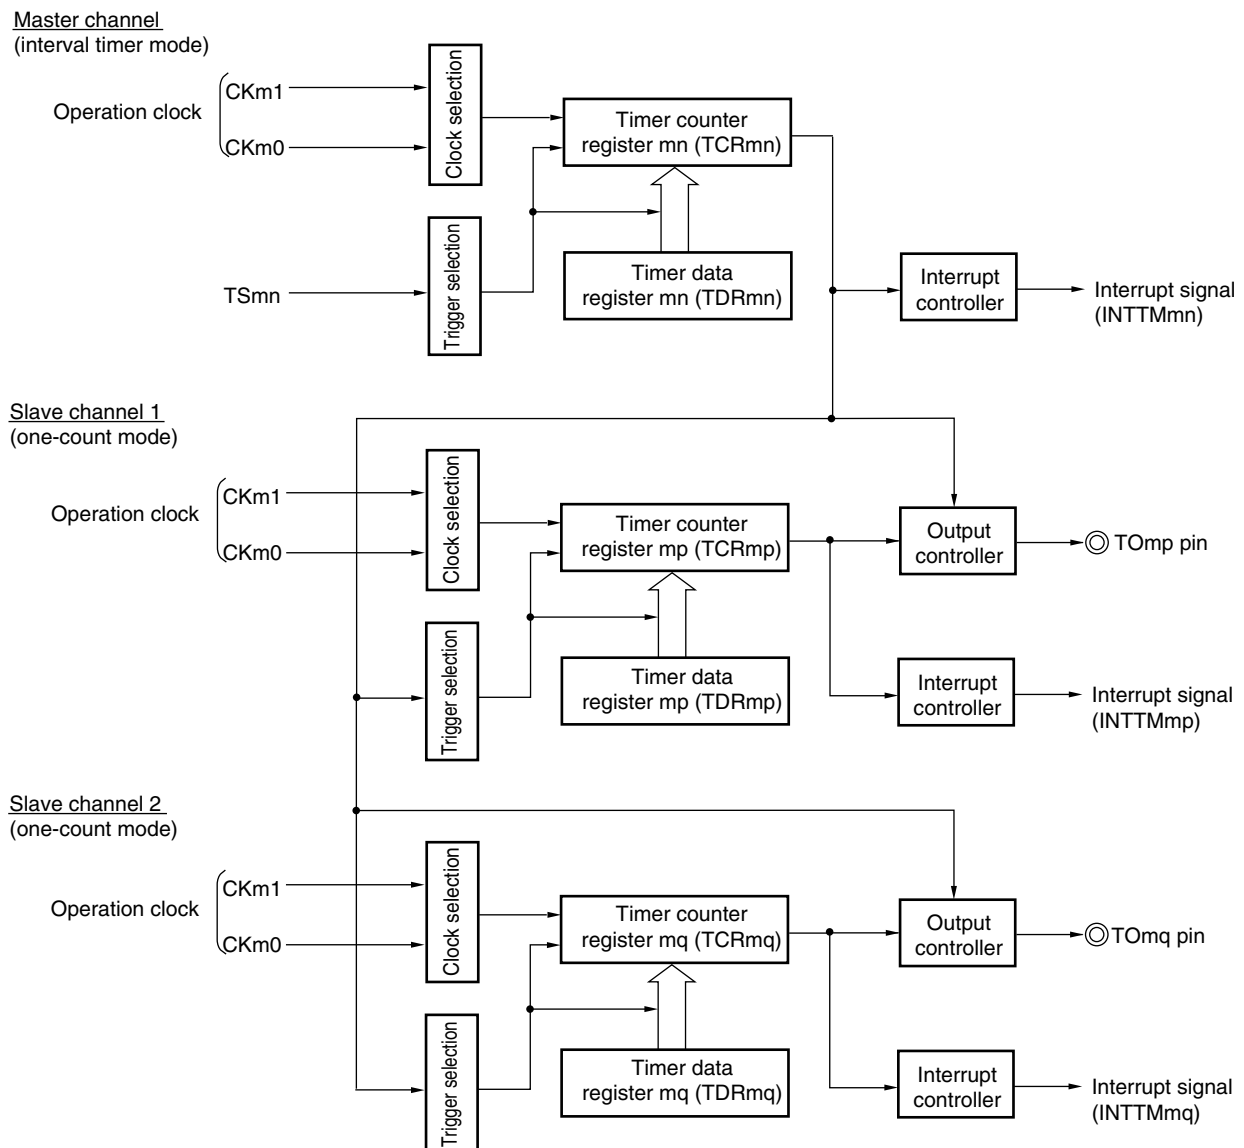 Master channel
(interval timer mode)
Operation clock
CKm1
CKm0
Clock selection
Timer counter
register mn (TCRmn)
TSmn
Trigger selection
Timer data
register mn (TDRmn)
Interrupt
controller
Interrupt signal
(INTTMmn)
Slave channel 1
(one-count mode)
Operation clock
CKm1
CKm0
Clock selection
Timer counter
register mp (TCRmp)
Output
controller
TOmp pin
Trigger selection
Timer data
register mp (TDRmp)
Interrupt
controller
Interrupt signal
(INTTMmp)
Slave channel 2
(one-count mode)
Operation clock
CKm1
CKm0
Clock selection
Timer counter
register mq (TCRmq)
Output
controller
TOmq pin
Trigger selection
Timer data
register mq (TDRmq)
Interrupt
controller
Interrupt signal
(INTTMmq)